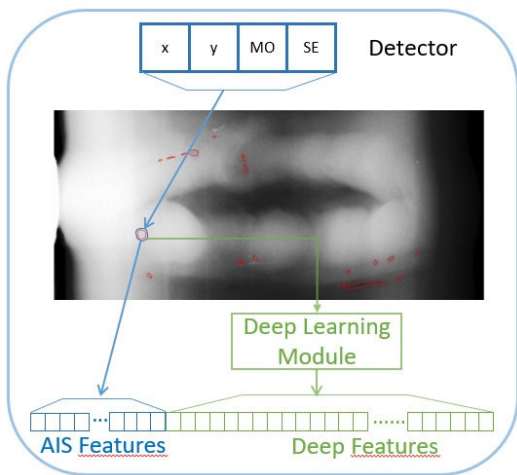 x y MO SE
Detector
Deep Learning
Module
...
......
AIS Features
Deep Features